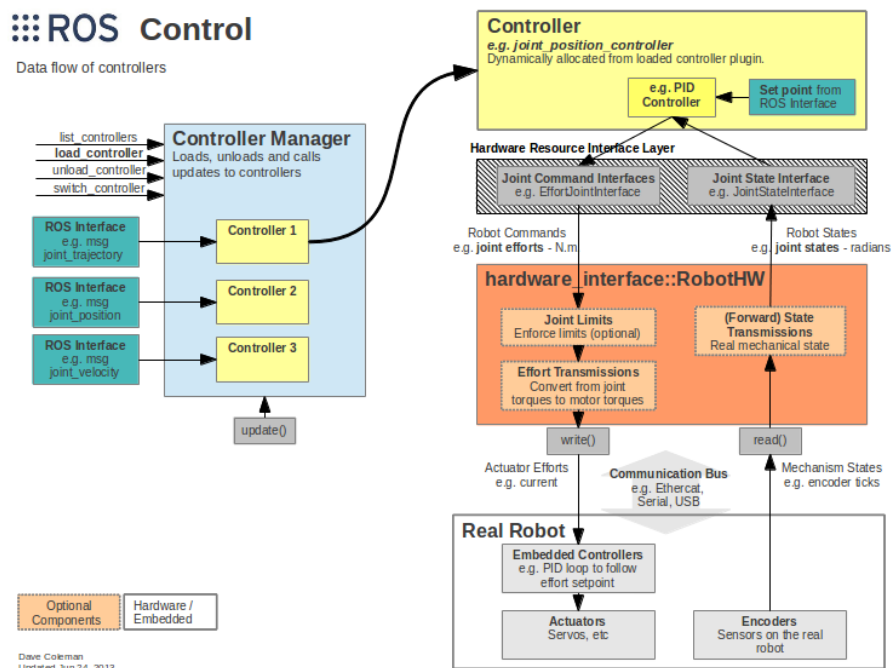 ROS Control
Data flow of controllers
list_controllers
load_controller
unload_controller
switch_controller
Controller Manager
Loads, unloads and calls
updates to controllers
ROS Interface
e.g. msg
joint_trajectory
Controller 1
ROS Interface
e.g. msg
joint_position
Controller 2
ROS Interface
e.g. msg
joint_velocity
Controller 3
update()
Controller
e.g. joint_position_controller
Dynamically allocated from loaded controller plugin.
e.g. PID
Controller
Set point from
ROS Interface
Hardware Resource Interface Layer
Joint Command Interfaces
e.g. EffortJointInterface
Joint State Interface
e.g. JointStateInterface
Robot Commands
e.g. joint efforts - N.m
Robot States
e.g. joint states - radians
hardware_interface::RobotHW
Joint Limits
Enforce limits (optional)
(Forward) State
Transmissions
Real mechanical state
Effort Transmissions
Convert from joint
torques to motor torques
write()
read()
Actuator Efforts
e.g. current
Communication Bus
e.g. Ethercat,
Serial, USB
Mechanism States
e.g. encoder ticks
Real Robot
Embedded Controllers
e.g. PID loop to follow
effort setpoint
Actuators
Servos, etc
Encoders
Sensors on the real
robot
Optional
Components
Hardware /
Embedded
Dave Coleman
Updated Jun 24, 2013